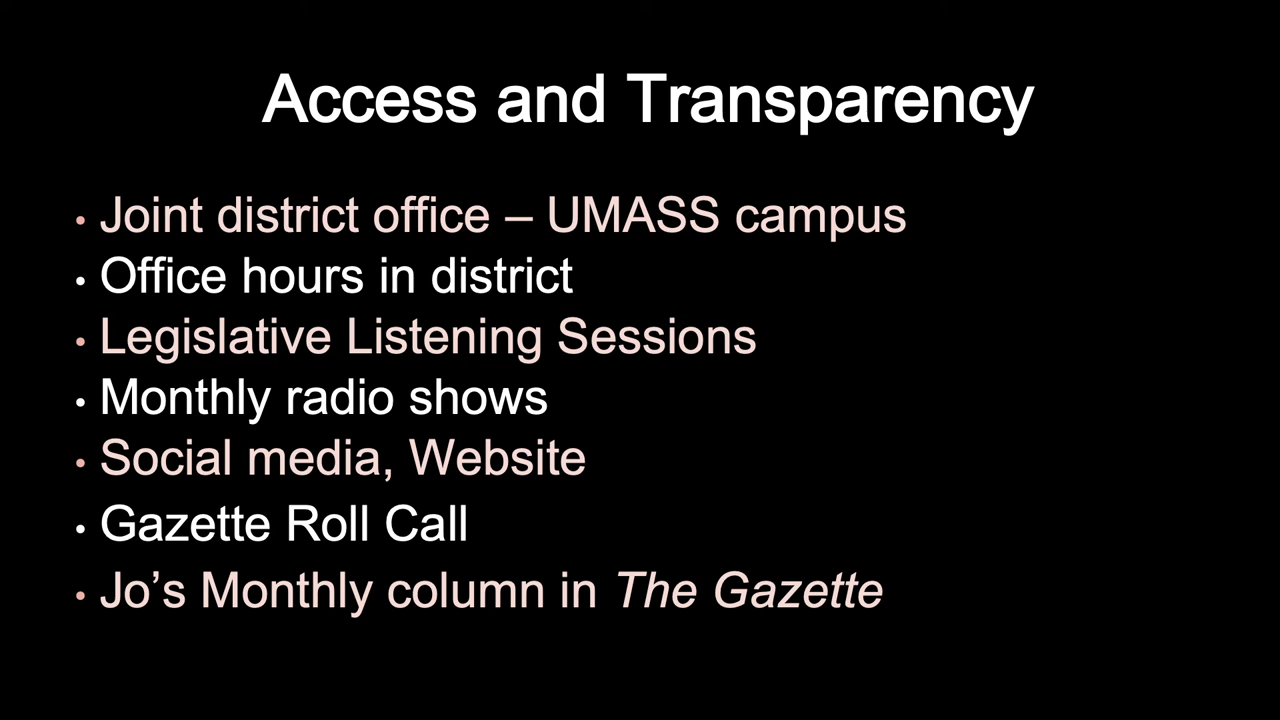 Access and Transparency
• Joint district office – UMASS campus
• Office hours in district
• Legislative Listening Sessions
• Monthly radio shows
• Social media, Website
• Gazette Roll Call
• Jo’s Monthly column in The Gazette